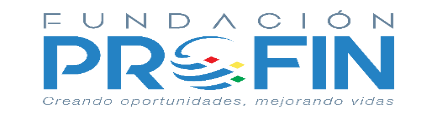 FUNDACIÓN
PROFIN
Creando oportunidades, mejorando vidas